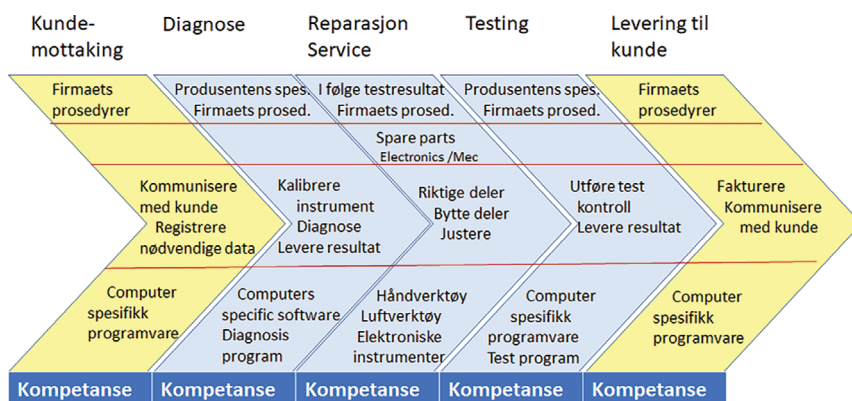 Kunde-
mottaking
Diagnose
Reparasjon
Service
Testing
Levering til
kunde
Firmaets
prosedyrer
Produsentens spes.
Firmaets prosed.
I følge testresultat
Firmaets prosed.
Produsentens spes.
Firmaets prosed.
Firmaets
prosedyrer
Spare parts
Electronics /Mec
Kommunisere
med kunde
Registrere
nødvendige data
Kalibrere
instrument
Diagnose
Levere resultat
Riktige deler
Bytte deler
Justere
Utføre test
kontroll
Levere resultat
Fakturere
Kommunisere
med kunde
Computer
spesifikk
programvare
Computers
specific software
Diagnosis
program
Håndverktøy
Luftverktøy
Elektroniske
instrumenter
Computer
spesifikk
programvare
Test program
Computer
spesifikk
programvare
Kompetanse
Kompetanse
Kompetanse
Kompetanse
Kompetanse